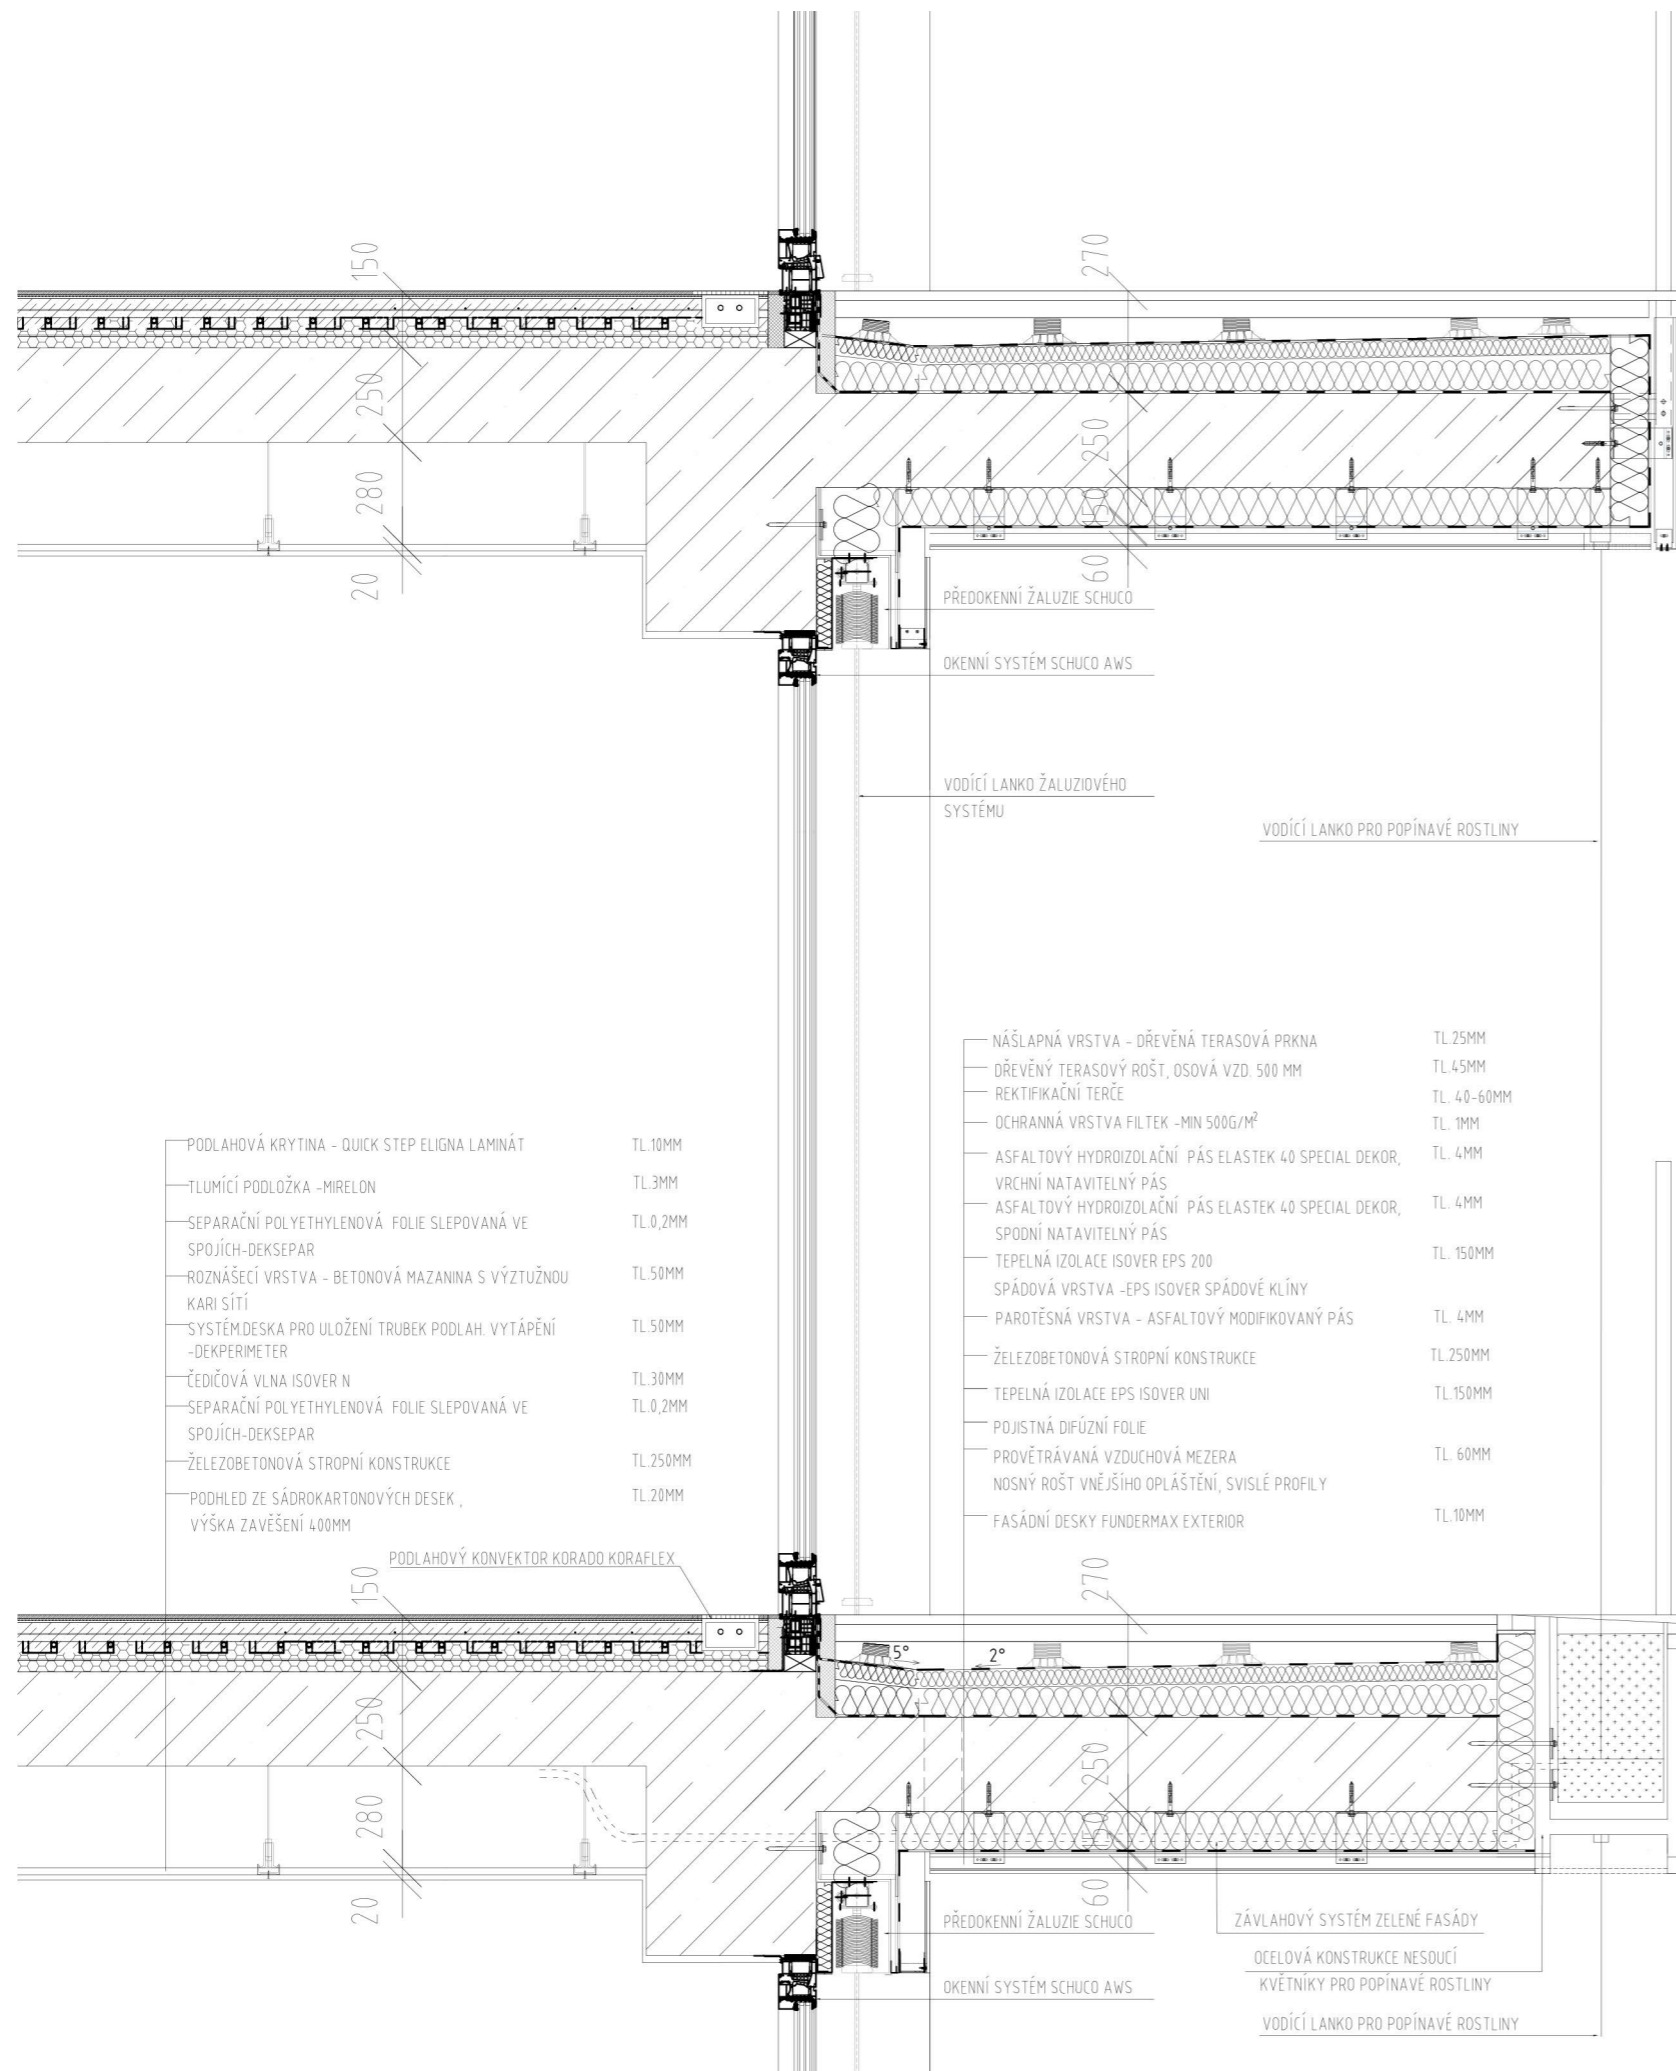 150
270
250
250
280
150
20
60
PŘEDOKENNÍ ŽALUZIE SCHUCO
OKENNÍ SYSTÉM SCHUCO AWS
VODÍCÍ LANKO ŽALUZIOVÉHO
SYSTÉMU
VODÍCÍ LANKO PRO POPÍNAVÉ ROSTLINY
PODLAHOVÁ KRYTINA - QUICK STEP ELIGNA LAMINÁT TL.10MM
TLUMÍCÍ PODLOŽKA -MIRELON TL.3MM
SEPARAČNÍ POLYETHYLENOVÁ FOLIE SLEPOVANÁ VE TL.0,2MM
SPOJÍCH-DEKSEPAR
ROZNÁŠECÍ VRSTVA - BETONOVÁ MAZANINA S VÝZTUŽNOU TL.50MM
KARI SÍTÍ
SYSTÉM.DESKA PRO ULOŽENÍ TRUBEK PODLAH. VYTÁPĚNÍ TL.50MM
-DEKPERIMETER
ČEDIČOVÁ VLNA ISOVER N TL.30MM
SEPARAČNÍ POLYETHYLENOVÁ FOLIE SLEPOVANÁ VE TL.0,2MM
SPOJÍCH-DEKSEPAR
ŽELEZOBETONOVÁ STROPNÍ KONSTRUKCE TL.250MM
PODHLED ZE SÁDROKARTONOVÝCH DESEK , TL.20MM
VÝŠKA ZAVĚŠENÍ 400MM
PODLAHOVÝ KONVEKTOR KORADO KORAFLEX
NÁŠLAPNÁ VRSTVA - DŘEVĚNÁ TERASOVÁ PRKNA TL.25MM
DŘEVĚNÝ TERASOVÝ ROŠT, OSOVÁ VZD. 500 MM TL.45MM
REKTIFIKAČNÍ TERČE TL. 40-60MM
OCHRANNÁ VRSTVA FILTEK -MIN 500G/M² TL. 1MM
ASFALTOVÝ HYDROIZOLAČNÍ PÁS ELASTEK 40 SPECIAL DEKOR, TL. 4MM
VRCHNÍ NATAVITELNÝ PÁS
ASFALTOVÝ HYDROIZOLAČNÍ PÁS ELASTEK 40 SPECIAL DEKOR, TL. 4MM
SPODNÍ NATAVITELNÝ PÁS
TEPELNÁ IZOLACE ISOVER EPS 200 TL. 150MM
SPÁDOVÁ VRSTVA -EPS ISOVER SPÁDOVÉ KLÍNY
PAROTĚSNÁ VRSTVA - ASFALTOVÝ MODIFIKOVANÝ PÁS TL. 4MM
ŽELEZOBETONOVÁ STROPNÍ KONSTRUKCE TL.250MM
TEPELNÁ IZOLACE EPS ISOVER UNI TL.150MM
POJISTNÁ DIFÚZNÍ FOLIE
PROVĚTRÁVANÁ VZDUCHOVÁ MEZERA TL. 60MM
NOSNÝ ROŠT VNĚJŠÍHO OPLÁŠTĚNÍ, SVISLÉ PROFILY
FASÁDNÍ DESKY FUNDERMAX EXTERIOR TL.10MM
150
270
5°
2°
250
250
280
150
20
60
PŘEDOKENNÍ ŽALUZIE SCHUCO
OKENNÍ SYSTÉM SCHUCO AWS
ZÁVLAHOVÝ SYSTÉM ZELENÉ FASÁDY
OCELOVÁ KONSTRUKCE NESOUCÍ
KVĚTNÍKY PRO POPÍNAVÉ ROSTLINY
VODÍCÍ LANKO PRO POPÍNAVÉ ROSTLINY